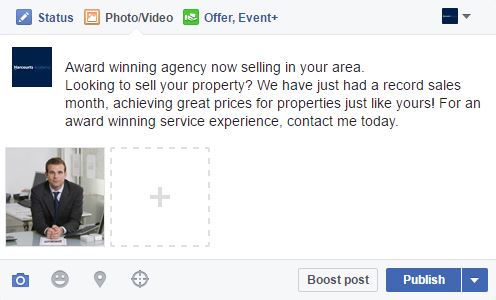 Status Photo/Video Offer, Event+
Harcourts
Award winning agency now selling in your area.
Looking to sell your property? We have just had a record sales
month, achieving great prices for properties just like yours! For an
award winning service experience, contact me today.
Boost post Publish